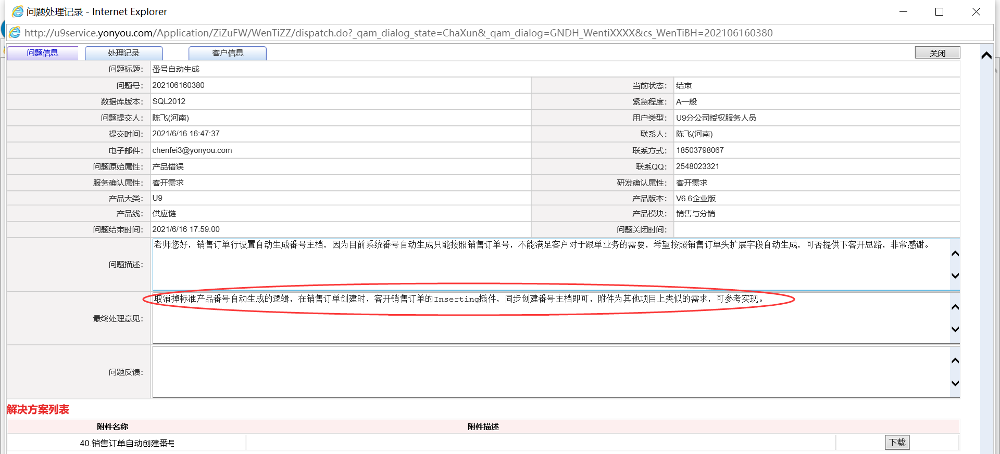 问题处理记录 - Internet Explorer
http://u9service.yonyou.com/Application/ZiZuFW/WenTiZZ/dispatch.do?_qam_dialog_state=ChaXun&_qam_dialog=GNDH_WentiXXXX&cs_WenTiBH=202106160380
问题信息 处理记录 客户信息 关闭
问题标题： 番号自动生成
问题号： 202106160380 当前状态： 结束
数据库版本： SQL2012 紧急程度： A一般
问题提交人： 陈飞(河南) 用户类型： U9分公司授权服务人员
提交时间： 2021/6/16 16:47:37 联系人： 陈飞(河南)
电子邮件： chenfei3@yonyou.com 联系方式： 18503798067
问题原始属性： 产品错误 联系QQ： 2548023321
服务确认属性： 客开需求 研发确认属性： 客开需求
产品大类： U9 产品版本： V6.6企业版
产品线： 供应链 产品模块： 销售与分销
问题结束时间： 2021/6/16 17:59:00 问题关闭时间：
老师您好，销售订单行设置自动生成番号主档，因为目前系统番号自动生成只能按照销售订单号，不能满足客户对于跟单业务的需要，希望按照销售订单头扩展字段自动生成，可否提供下客开思路，非常感谢。
问题描述：
取消掉标准产品番号自动生成的逻辑，在销售订单创建时，客开销售订单的Inserting插件，同步创建番号主档即可，附件为其他项目上类似的需求，可参考实现。
最终处理意见：
问题反馈：
解决方案列表
附件名称 附件描述
40.销售订单自动创建番号 下载